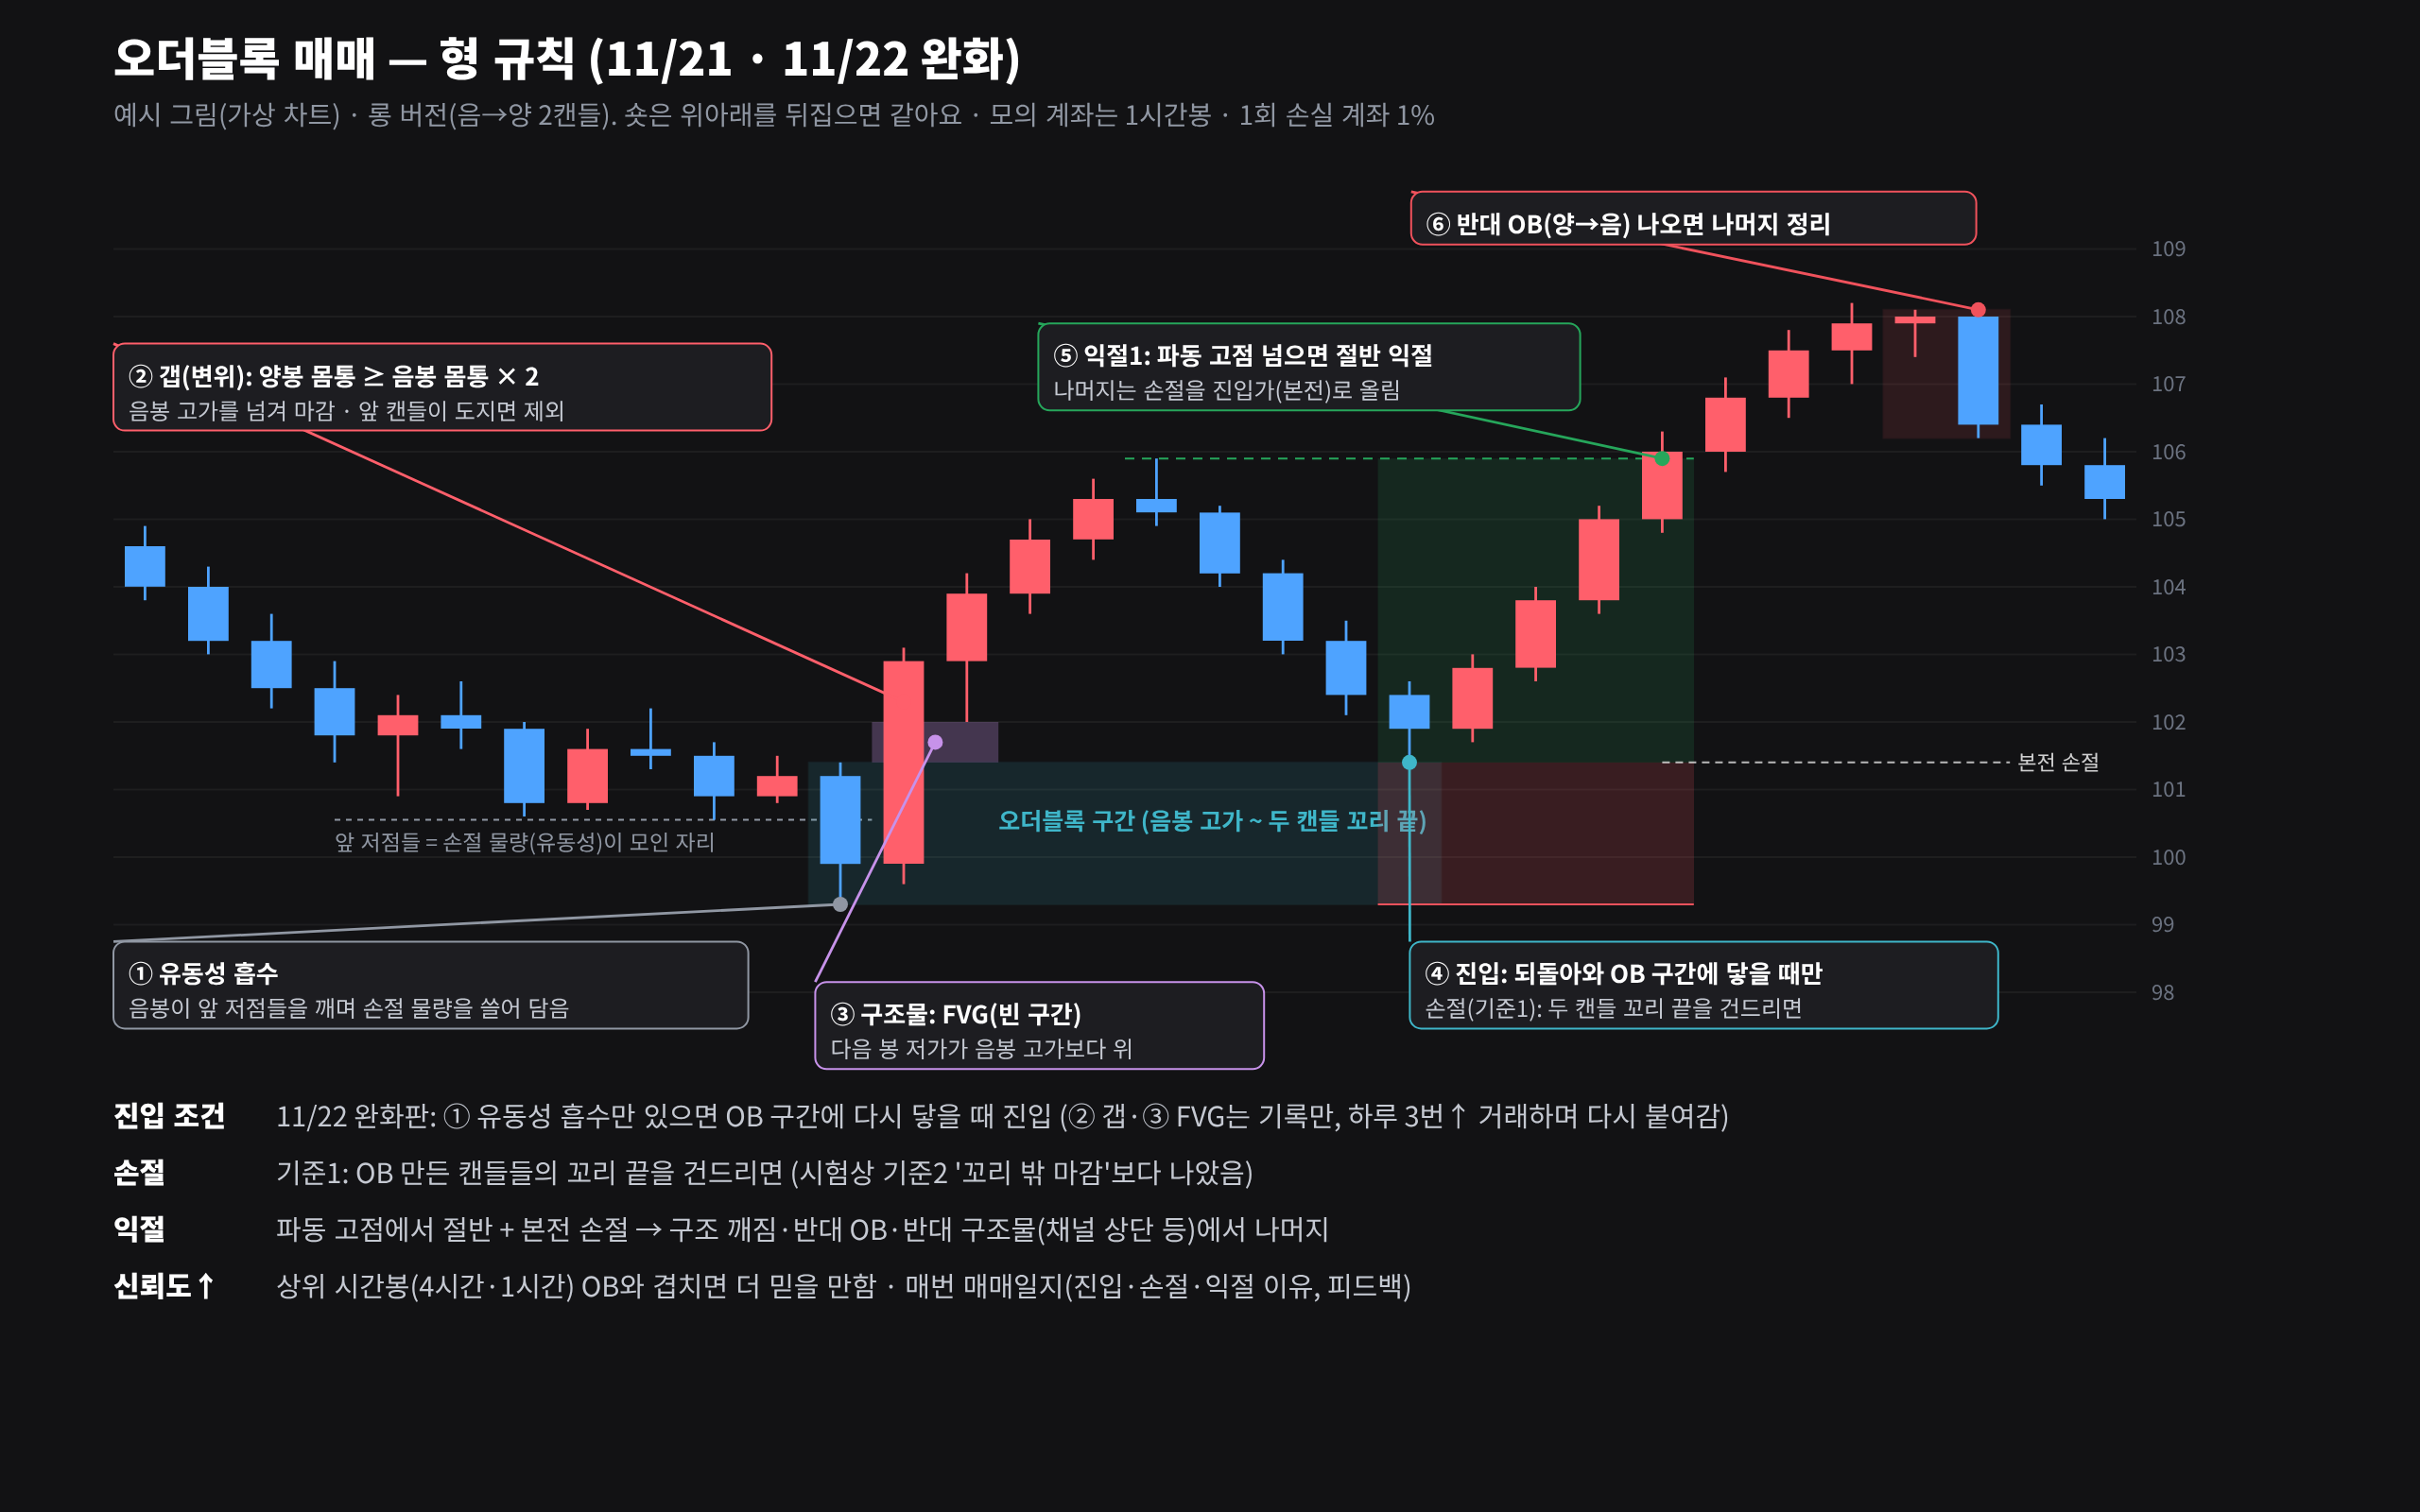 오더블록 매매 — 형 규칙 (11/21 · 11/22 완화)
예시 그림(가상 차트) · 롱 버전(음→양 2캔들). 숏은 위아래를 뒤집으면 같아요 · 모의 계좌는 1시간봉 · 1회 손실 계좌 1%
⑥ 반대 OB(양→음) 나오면 나머지 정리
109
108
⑤ 익절1: 파동 고점 넘으면 절반 익절
나머지는 손절을 진입가(본전)로 올림
② 갭(변위): 양봉 몸통 ≥ 음봉 몸통 × 2
음봉 고가를 넘겨 마감 · 앞 캔들이 도지면 제외
107
106
105
104
103
102
본전 손절
101
오더블록 구간 (음봉 고가 ~ 두 캔들 꼬리 끝)
앞 저점들 = 손절 물량(유동성)이 모인 자리
100
99
① 유동성 흡수
음봉이 앞 저점들을 깨며 손절 물량을 쓸어 담음
④ 진입: 되돌아와 OB 구간에 닿을 때만
손절(기준1): 두 캔들 꼬리 끝을 건드리면
98
③ 구조물: FVG(빈 구간)
다음 봉 저가가 음봉 고가보다 위
진입 조건 11/22 완화판: ① 유동성 흡수만 있으면 OB 구간에 다시 닿을 때 진입 (② 갭·③ FVG는 기록만, 하루 3번↑ 거래하며 다시 붙여감)
손절 기준1: OB 만든 캔들들의 꼬리 끝을 건드리면 (시험상 기준2 '꼬리 밖 마감'보다 나았음)
익절 파동 고점에서 절반 + 본전 손절 → 구조 깨짐·반대 OB·반대 구조물(채널 상단 등)에서 나머지
신뢰도↑ 상위 시간봉(4시간·1시간) OB와 겹치면 더 믿을 만함 · 매번 매매일지(진입·손절·익절 이유, 피드백)